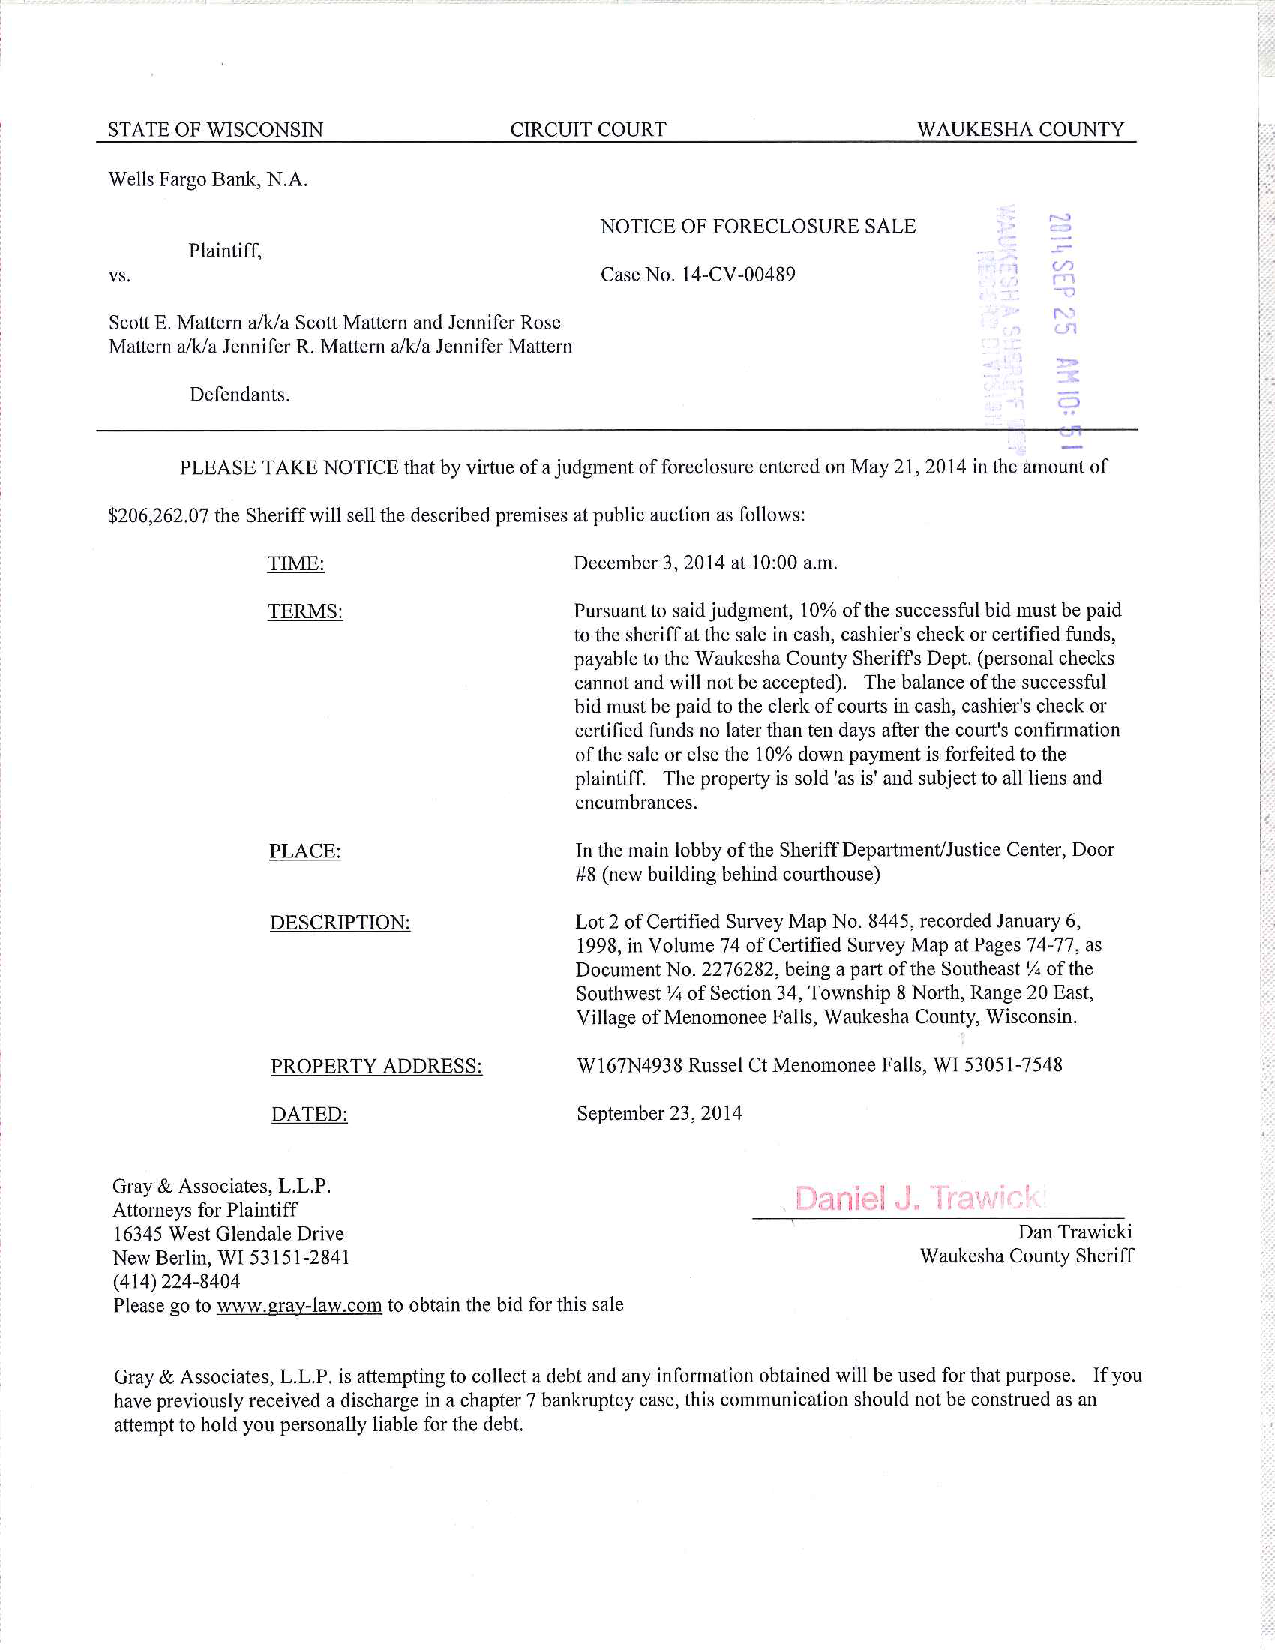 STATE OF WISCONSIN CIRCUIT COURT WAUKESHA COUNTY
Wells Fargo Bank, N.A.
NOTICE OF FORECLOSURE SALE
Plaintiff,
vs. Case No. 14-CV-00489
Scott E. Mattern a/k/a Scott Mattern and Jennifer Rose
Mattern a/k/a Jennifer R. Mattern a/k/a Jennifer Mattern
Defendants.
2014 SEP 25 AM 10:51
WAUKESHA SHERIFF
PLEASE TAKE NOTICE that by virtue of a judgment of foreclosure entered on May 21, 2014 in the amount of
$206,262.07 the Sheriff will sell the described premises at public auction as follows:
TIME: December 3, 2014 at 10:00 a.m.
TERMS: Pursuant to said judgment, 10% of the successful bid must be paid
to the sheriff at the sale in cash, cashier's check or certified funds,
payable to the Waukesha County Sheriff's Dept. (personal checks
cannot and will not be accepted). The balance of the successful
bid must be paid to the clerk of courts in cash, cashier's check or
certified funds no later than ten days after the court's confirmation
of the sale or else the 10% down payment is forfeited to the
plaintiff. The property is sold 'as is' and subject to all liens and
encumbrances.
PLACE: In the main lobby of the Sheriff Department/Justice Center, Door
#8 (new building behind courthouse)
DESCRIPTION: Lot 2 of Certified Survey Map No. 8445, recorded January 6,
1998, in Volume 74 of Certified Survey Map at Pages 74-77, as
Document No. 2276282, being a part of the Southeast ¼ of the
Southwest ¼ of Section 34, Township 8 North, Range 20 East,
Village of Menomonee Falls, Waukesha County, Wisconsin.
PROPERTY ADDRESS: W167N4938 Russel Ct Menomonee Falls, WI 53051-7548
DATED: September 23, 2014
Gray & Associates, L.L.P.
Attorneys for Plaintiff
16345 West Glendale Drive
New Berlin, WI 53151-2841
(414) 224-8404
Please go to www.gray-law.com to obtain the bid for this sale
Daniel J. Trawick
Dan Trawicki
Waukesha County Sheriff
Gray & Associates, L.L.P. is attempting to collect a debt and any information obtained will be used for that purpose. If you
have previously received a discharge in a chapter 7 bankruptcy case, this communication should not be construed as an
attempt to hold you personally liable for the debt.